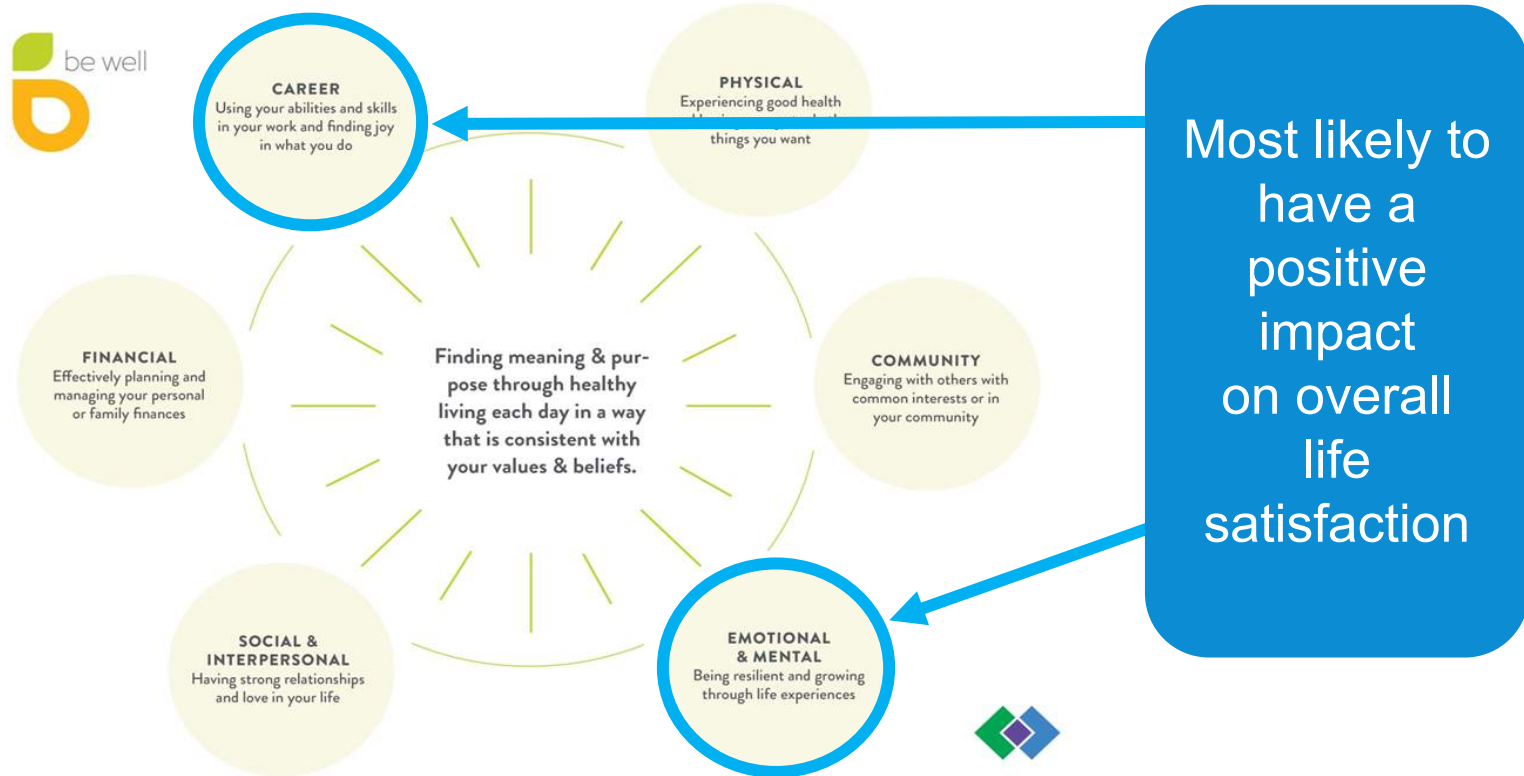 be well
CAREER
Using your abilities and skills
in your work and finding joy
in what you do
PHYSICAL
Experiencing good health
things you want
FINANCIAL
Effectively planning and
managing your personal
or family finances
Finding meaning & pur-
pose through healthy
living each day in a way
that is consistent with
your values & beliefs.
COMMUNITY
Engaging with others with
common interests or in
your community
SOCIAL &
INTERPERSONAL
Having strong relationships
and love in your life
EMOTIONAL
& MENTAL
Being resilient and growing
through life experiences
Most likely to
have a
positive
impact
on overall
life
satisfaction